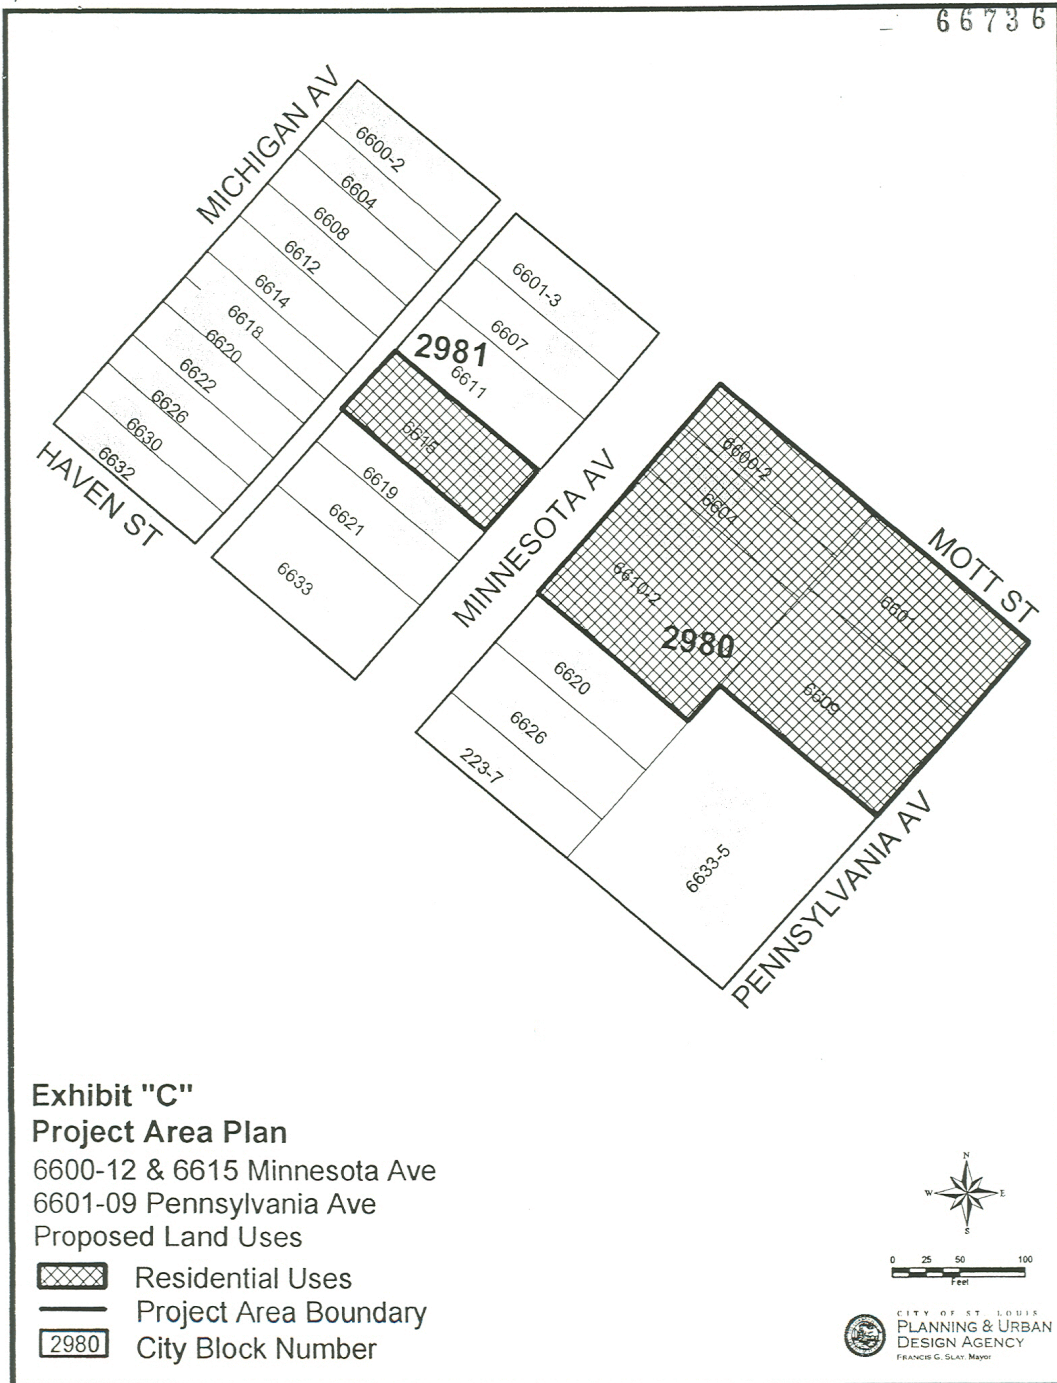 66736
MICHIGAN AV
6600-2
6604
6608
6612
6614
6618
6620
6622
6626
6630
6632
HAVEN ST
6601-3
6607
2981
6611
6615
6619
6621
6633
MINNESOTA AV
6600-2
6604
6610-2
2980
6601
6609
MOTT ST
6620
6626
223-7
6633-5
PENNSYLVANIA AV
Exhibit "C"
Project Area Plan
6600-12 & 6615 Minnesota Ave
6601-09 Pennsylvania Ave
Proposed Land Uses
Residential Uses
Project Area Boundary
2980 City Block Number
N
W E
S
0 25 50 100
Feet
CITY OF ST. LOUIS
PLANNING & URBAN
DESIGN AGENCY
FRANCIS G. SLAY, Mayor